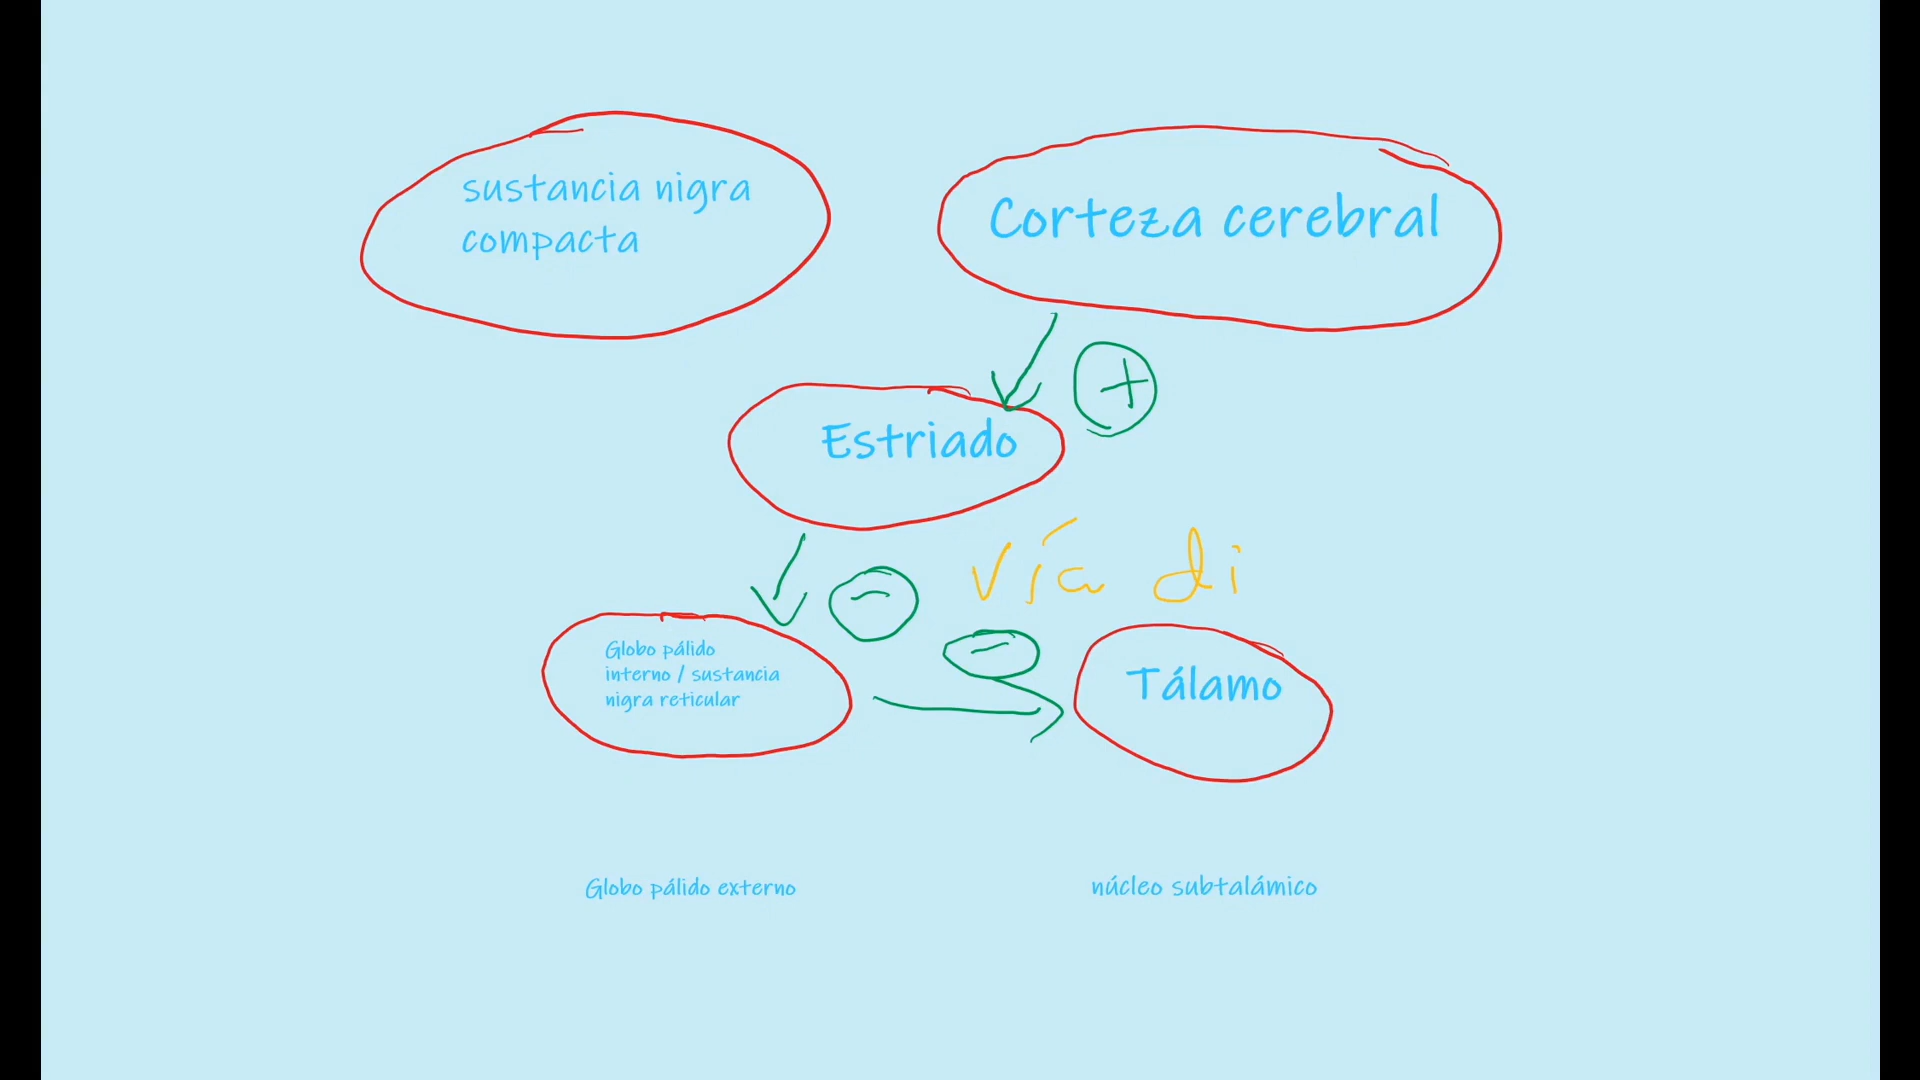 sustancia nigra
compacta
Corteza cerebral
+
Estriado
vía di
-
-
Globo pálido
interno / sustancia
nigra reticular
Tálamo
Globo pálido externo
núcleo subtalámico